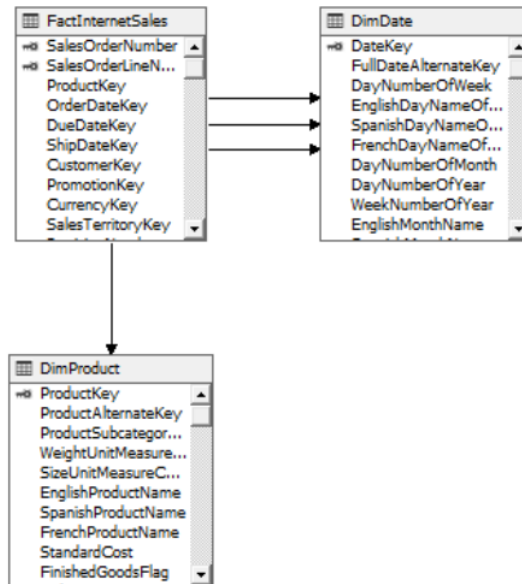 FactInternetSales
SalesOrderNumber
SalesOrderLineN...
ProductKey
OrderDateKey
DueDateKey
ShipDateKey
CustomerKey
PromotionKey
CurrencyKey
SalesTerritoryKey
DimDate
DateKey
FullDateAlternateKey
DayNumberOfWeek
EnglishDayNameOf...
SpanishDayNameO...
FrenchDayNameOf...
DayNumberOfMonth
DayNumberOfYear
WeekNumberOfYear
EnglishMonthName
DimProduct
ProductKey
ProductAlternateKey
ProductSubcategor...
WeightUnitMeasure...
SizeUnitMeasureC...
EnglishProductName
SpanishProductName
FrenchProductName
StandardCost
FinishedGoodsFlag